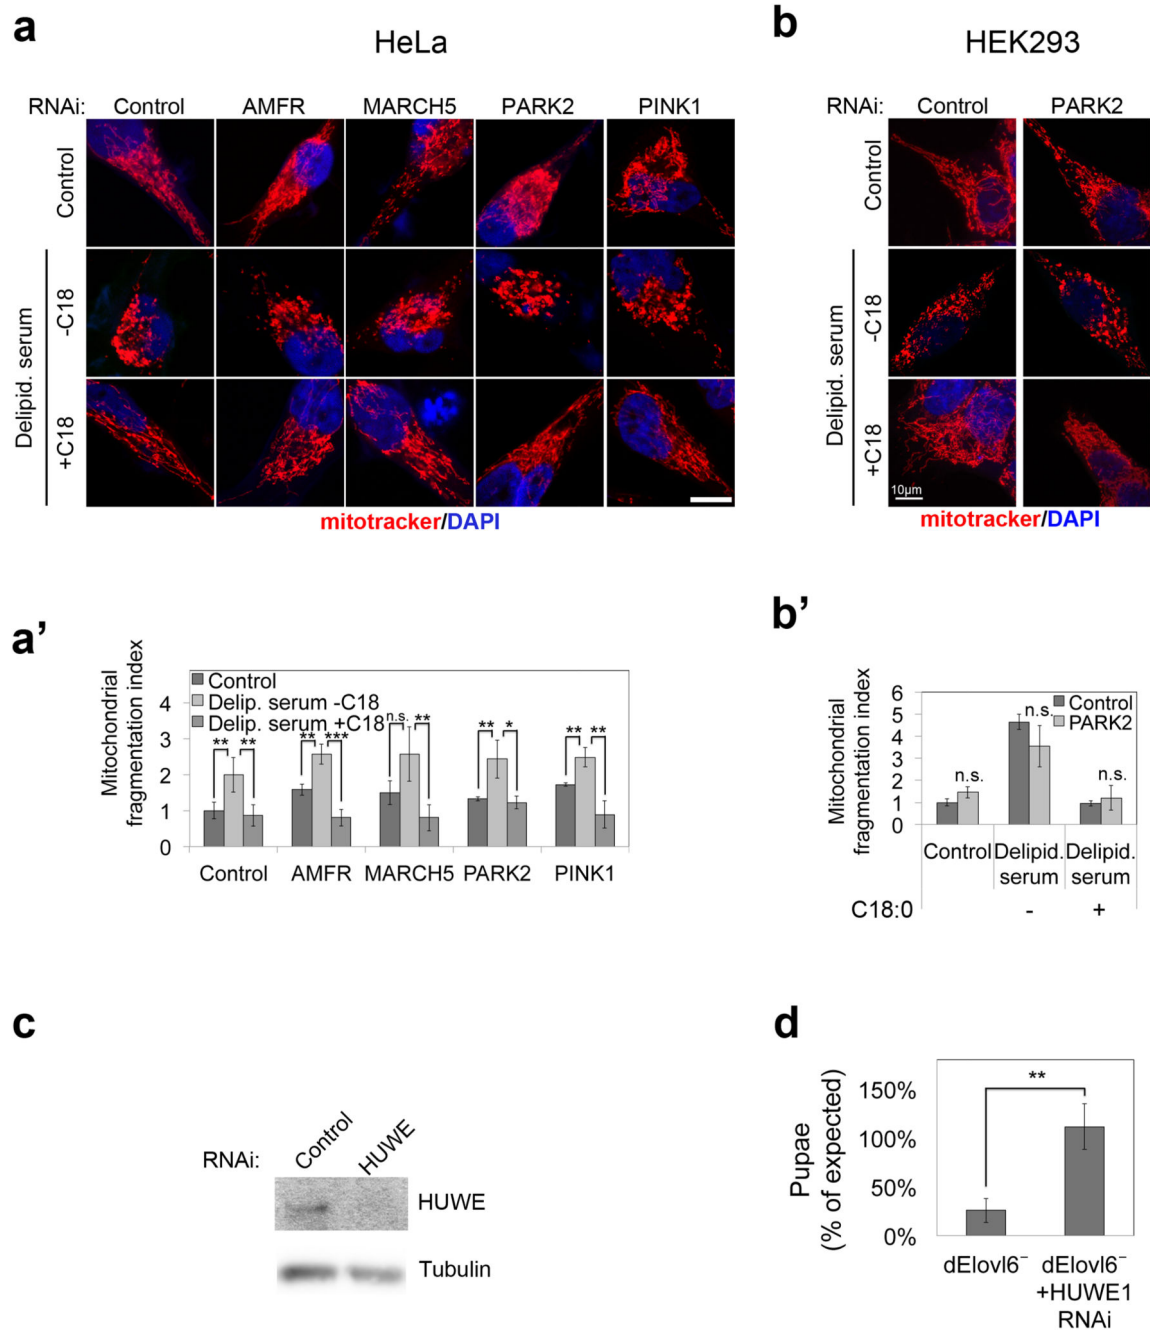 a
HeLa
RNAi: Control AMFR MARCH5 PARK2 PINK1
Control
Delipid. serum
-C18
+C18
mitotracker/DAPI
b
HEK293
RNAi: Control PARK2
Control
Delipid. serum
-C18
+C18
10µm
mitotracker/DAPI
a’
Mitochondrial
fragmentation index
Control
Delip. serum -C18
Delip. serum +C18
4
3
2
1
0
** ** ** *** n.s. ** ** * ** **
Control AMFR MARCH5 PARK2 PINK1
b’
Mitochondrial
fragmentation index
Control
PARK2
6
5
4
3
2
1
0
n.s. n.s. n.s.
Control Delipid. Delipid.
serum serum
C18:0 - +
c
RNAi: Control HUWE
HUWE
Tubulin
d
Pupae
(% of expected)
150%
100%
50%
0%
**
dElovl6⁻ dElovl6⁻
+HUWE1
RNAi